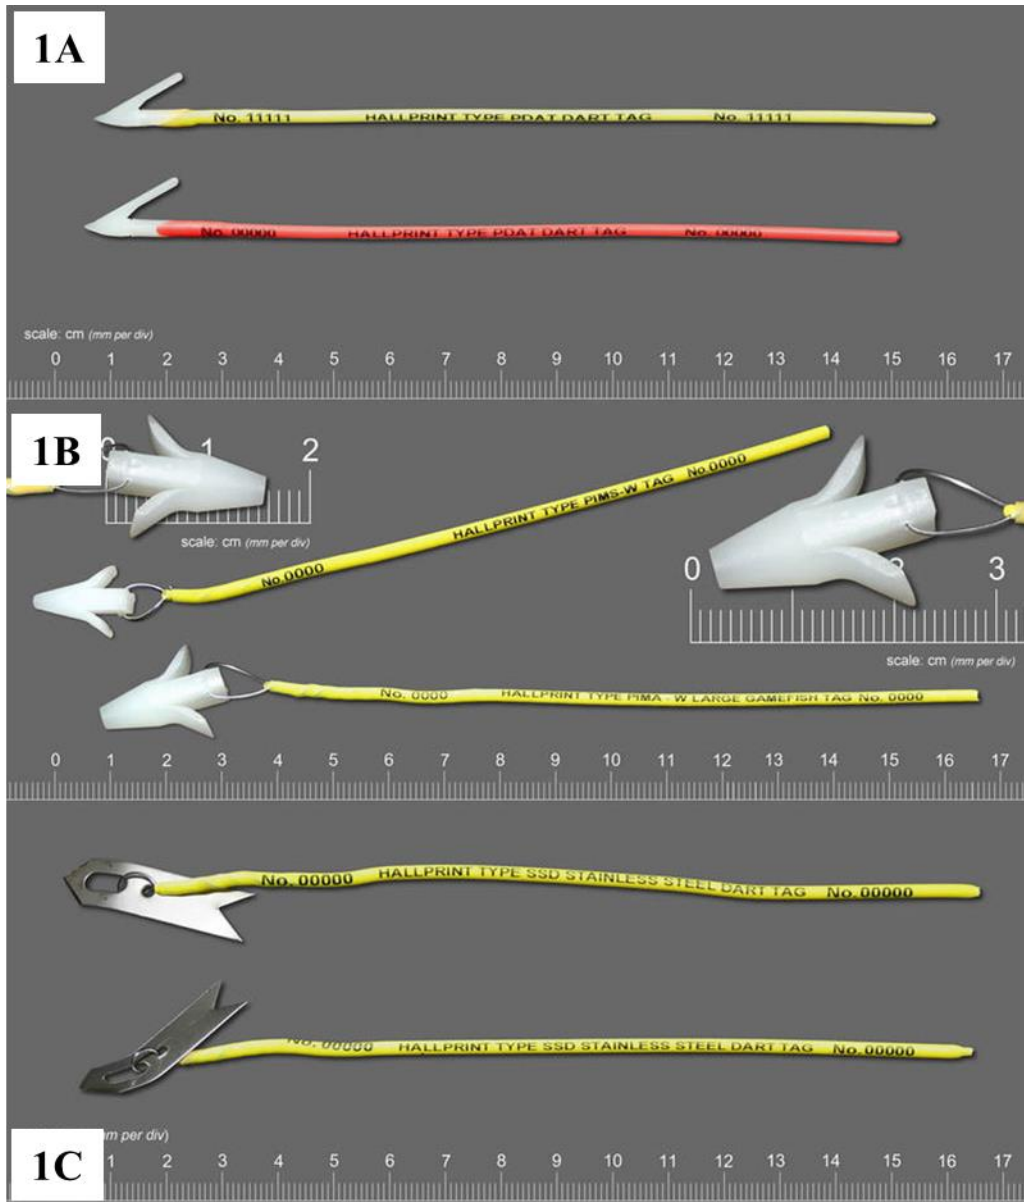 1A
No. 11111 HALLPRINT TYPE PDAT DART TAG No. 11111
No. 00000 HALLPRINT TYPE PDAT DART TAG No. 00000
scale: cm (mm per div)
0 1 2 3 4 5 6 7 8 9 10 11 12 13 14 15 16 17
1B
0 1 2
scale: cm (mm per div)
No.0000 HALLPRINT TYPE PIMS-W TAG No.0000
0 2 3
scale: cm (mm per div)
No. 0000 HALLPRINT TYPE PIMA - W LARGE GAMEFISH TAG No. 0000
0 1 2 3 4 5 6 7 8 9 10 11 12 13 14 15 16 17
No. 00000 HALLPRINT TYPE SSD STAINLESS STEEL DART TAG No. 00000
No. 00000 HALLPRINT TYPE SSD STAINLESS STEEL DART TAG No. 00000
mm per div)
1C
1 2 3 4 5 6 7 8 9 10 11 12 13 14 15 16 17